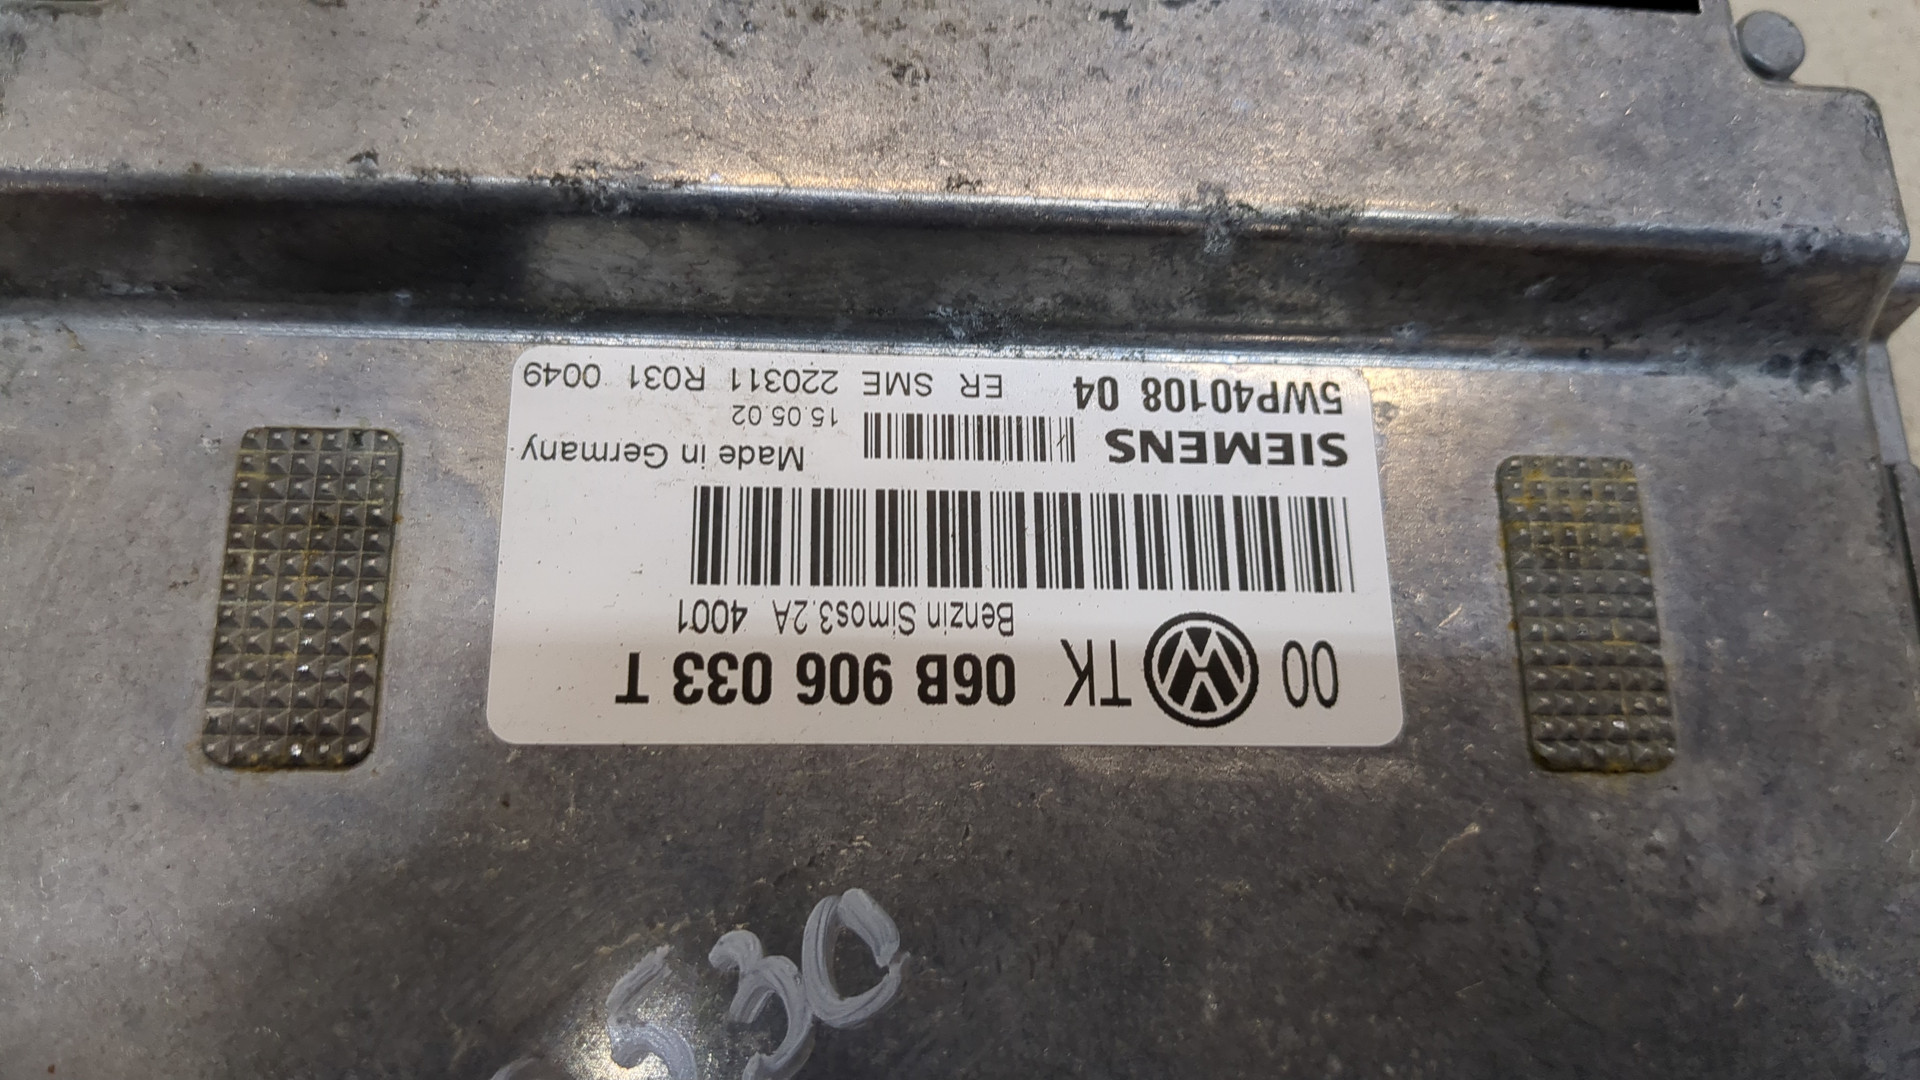 00 TK 06B 906 033 T
Benzin Simos3.2A 4001
SIEMENS Made in Germany
15.05.02
5WP40108 04 ER SME 220311 R031 0049
530